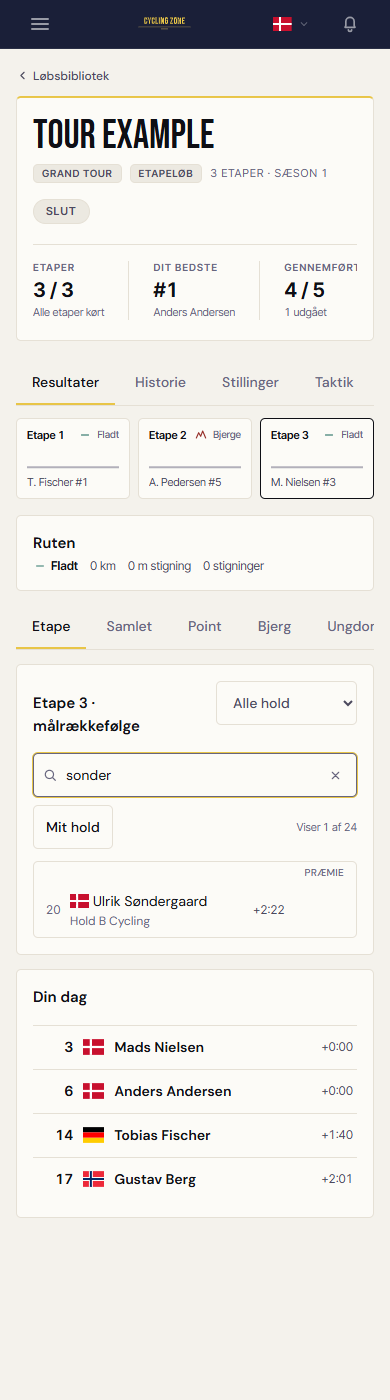 CYCLING ZONE
Løbsbibliotek
TOUR EXAMPLE
GRAND TOUR ETAPELØB 3 ETAPER · SÆSON 1
SLUT
ETAPER DIT BEDSTE GENNEMFØRT
3 / 3 #1 4 / 5
Alle etaper kørt Anders Andersen 1 udgået
Resultater Historie Stillinger Taktik
Etape 1 Fladt Etape 2 Bjerge Etape 3 Fladt
T. Fischer #1 A. Pedersen #5 M. Nielsen #3
Ruten
Fladt 0 km 0 m stigning 0 stigninger
Etape Samlet Point Bjerg Ungdor
Etape 3 · Alle hold
målrækkefølge
sonder
Mit hold Viser 1 af 24
PRÆMIE
20 Ulrik Søndergaard +2:22
Hold B Cycling
Din dag
3 Mads Nielsen +0:00
6 Anders Andersen +0:00
14 Tobias Fischer +1:40
17 Gustav Berg +2:01